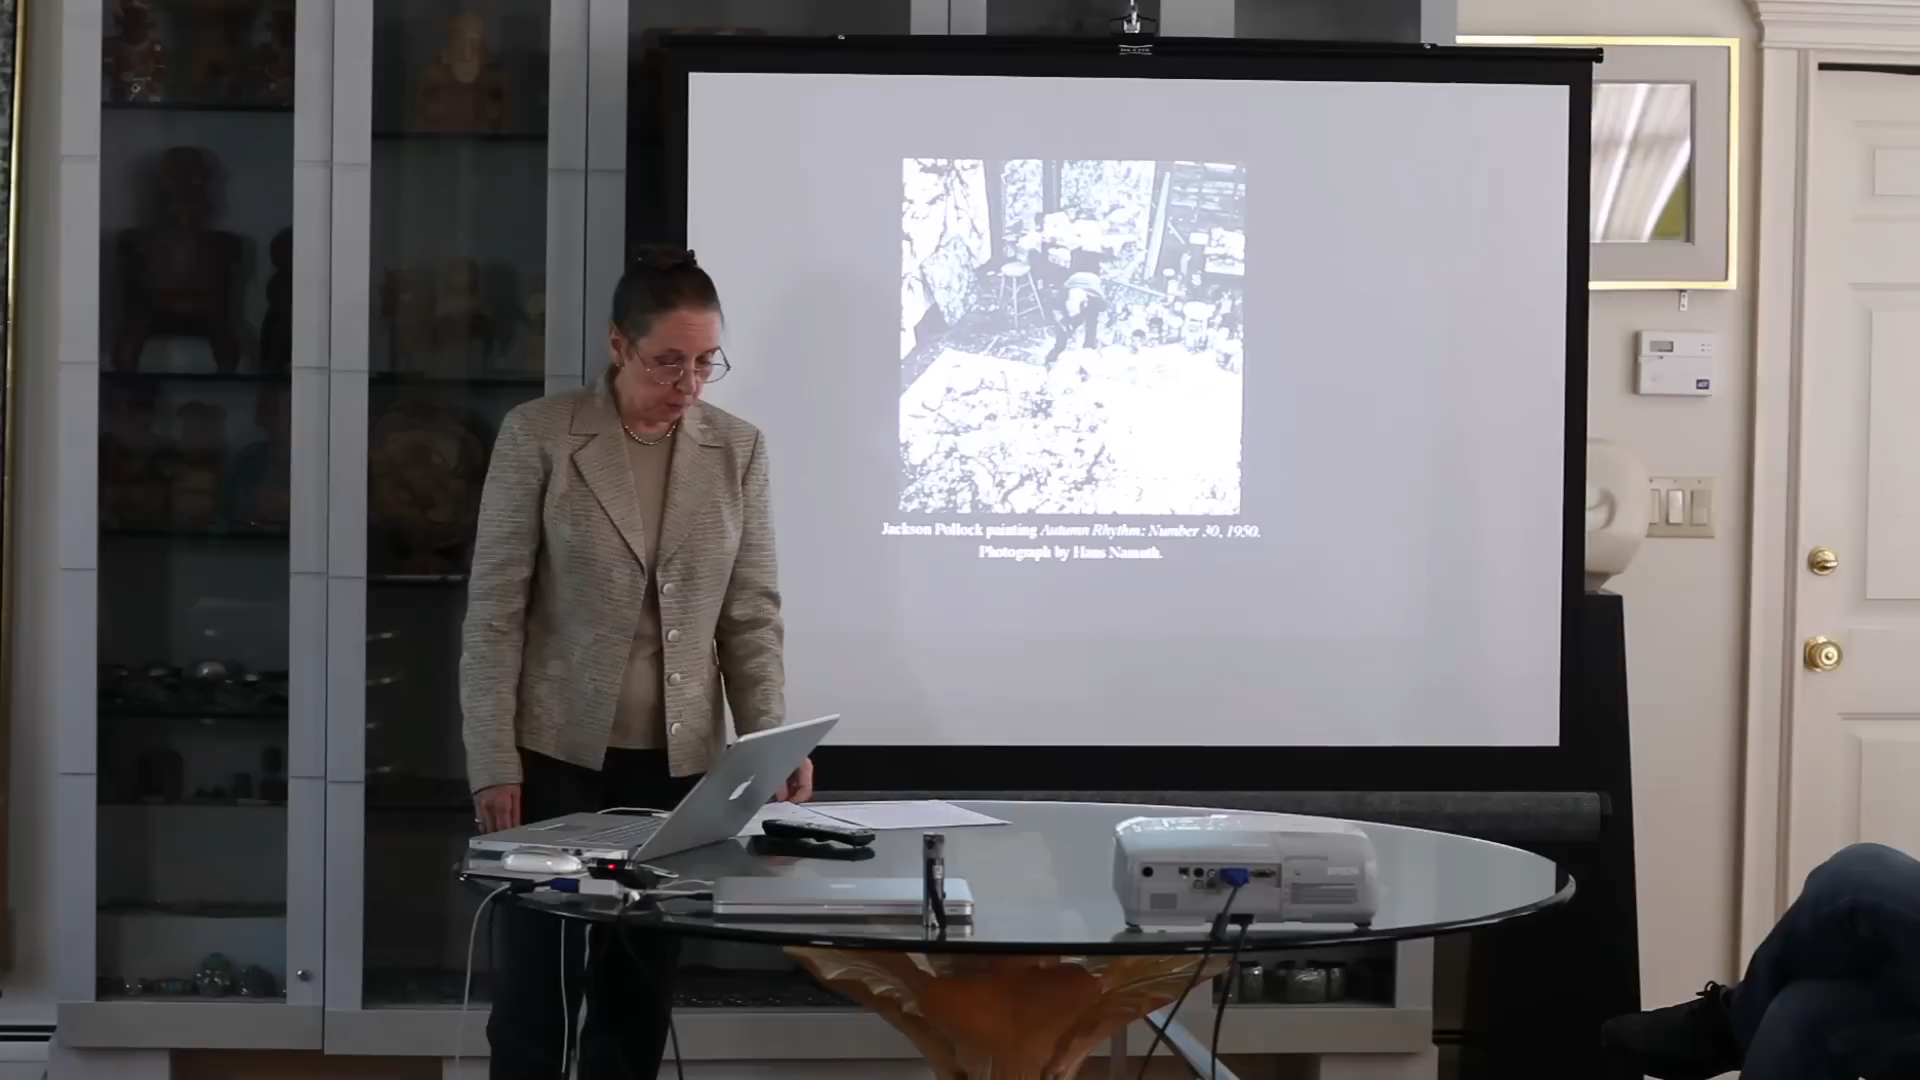 Jackson Pollock painting Autumn Rhythm: Number 30, 1950.
Photograph by Hans Namuth.